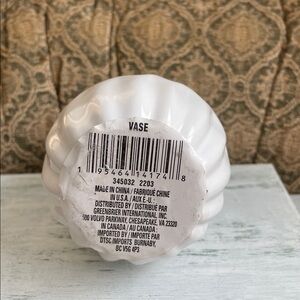 VASE
1 95464 14174 8
345032 2203
MADE IN CHINA / FABRIQUÉ CHINE
IN U.S.A. / AUX É.-U.:
DISTRIBUTED BY / DISTRIBUÉ PAR
GREENBRIER INTERNATIONAL, INC.
500 VOLVO PARKWAY, CHESAPEAKE, VA 23320
IN CANADA / AU CANADA:
IMPORTED BY / IMPORTÉ PAR
DTSC IMPORTS BURNABY,
BC V5G 4P3